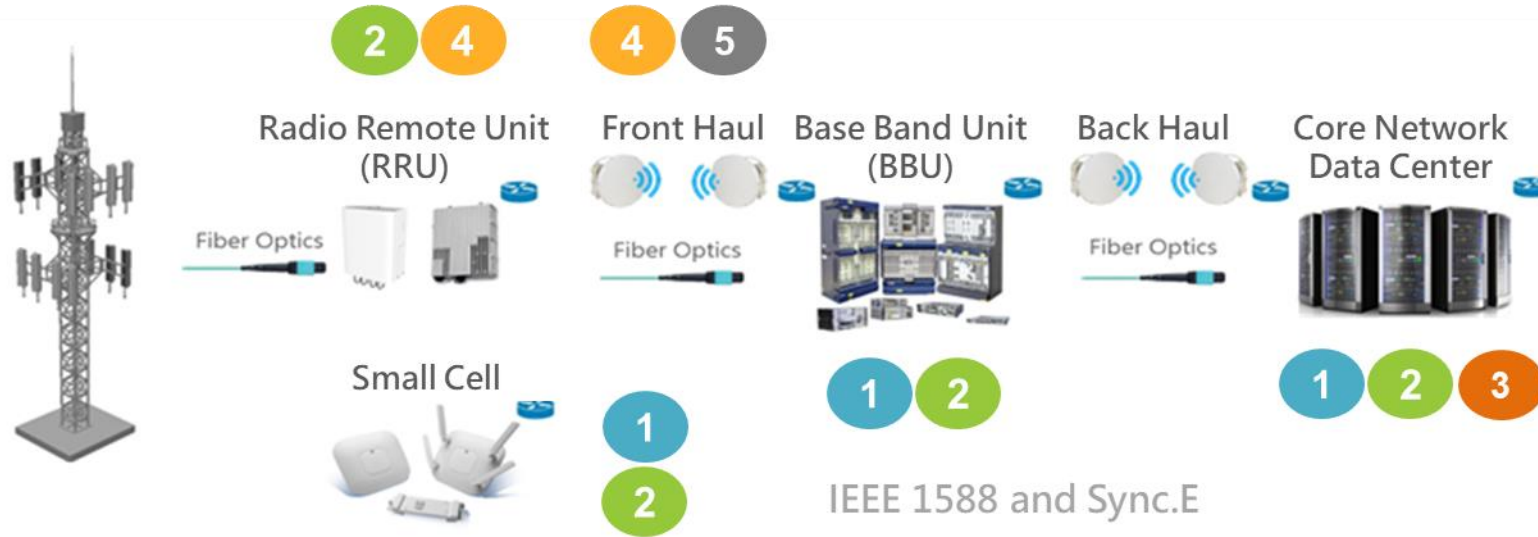 2 4 4 5
Radio Remote Unit
(RRU)
Front Haul
Base Band Unit
(BBU)
Back Haul
Core Network
Data Center
Fiber Optics
Fiber Optics
Fiber Optics
Small Cell
1
2
1 2
1 2 3
IEEE 1588 and Sync.E